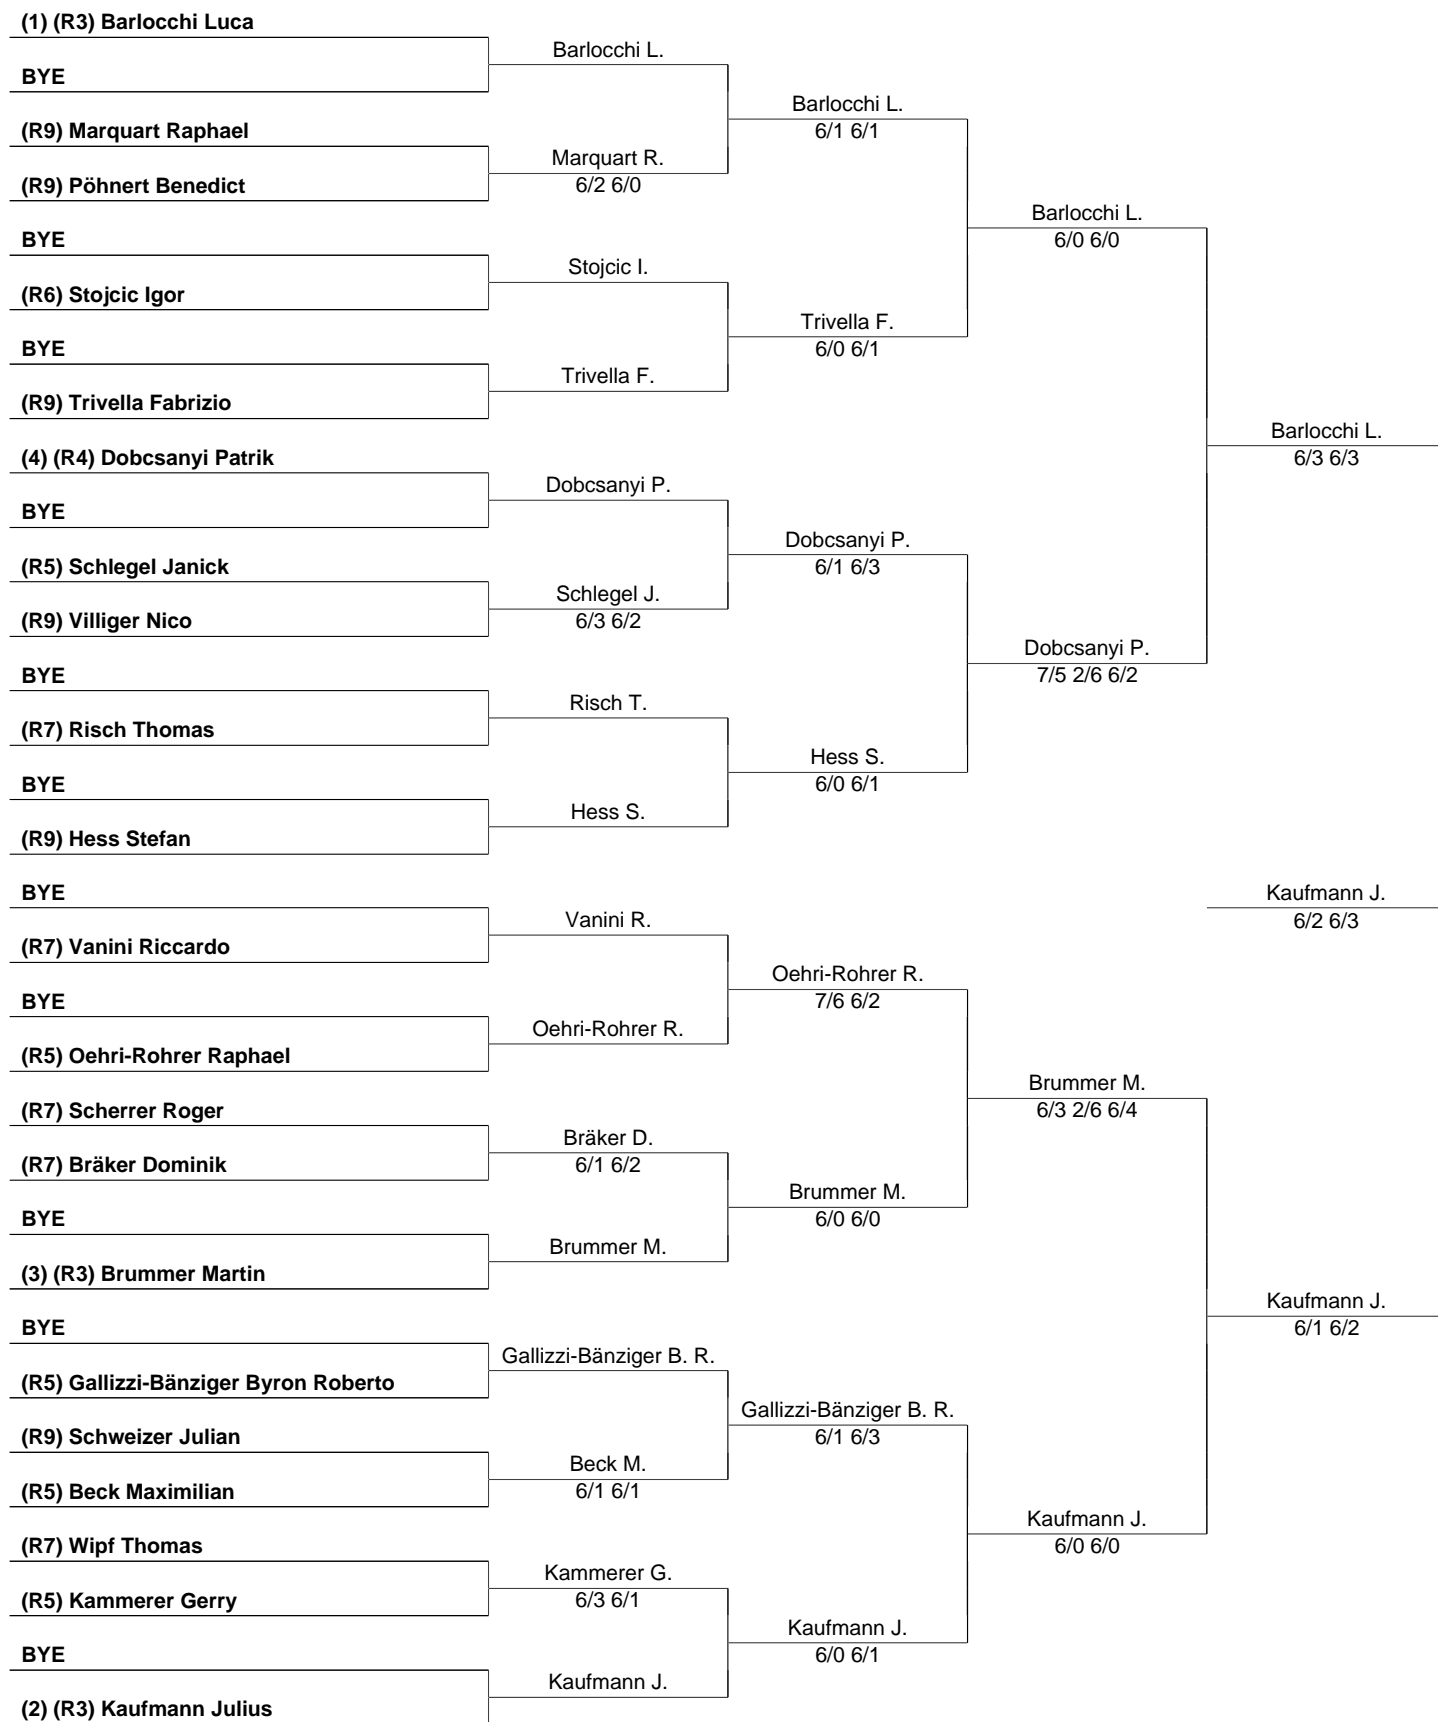 (1) (R3) Barlocchi Luca
BYE
(R9) Marquart Raphael
(R9) Pöhnert Benedict
BYE
(R6) Stojcic Igor
BYE
(R9) Trivella Fabrizio
(4) (R4) Dobcsanyi Patrik
BYE
(R5) Schlegel Janick
(R9) Villiger Nico
BYE
(R7) Risch Thomas
BYE
(R9) Hess Stefan
BYE
(R7) Vanini Riccardo
BYE
(R5) Oehri-Rohrer Raphael
(R7) Scherrer Roger
(R7) Bräker Dominik
BYE
(3) (R3) Brummer Martin
BYE
(R5) Gallizzi-Bänziger Byron Roberto
(R9) Schweizer Julian
(R5) Beck Maximilian
(R7) Wipf Thomas
(R5) Kammerer Gerry
BYE
(2) (R3) Kaufmann Julius
Barlocchi L.
Marquart R.
6/2 6/0
Stojcic I.
Trivella F.
Dobcsanyi P.
Schlegel J.
6/3 6/2
Risch T.
Hess S.
Vanini R.
Oehri-Rohrer R.
Bräker D.
6/1 6/2
Brummer M.
Gallizzi-Bänziger B. R.
Beck M.
6/1 6/1
Kammerer G.
6/3 6/1
Kaufmann J.
Barlocchi L.
6/1 6/1
Trivella F.
6/0 6/1
Dobcsanyi P.
6/1 6/3
Hess S.
6/0 6/1
Oehri-Rohrer R.
7/6 6/2
Brummer M.
6/0 6/0
Gallizzi-Bänziger B. R.
6/1 6/3
Kaufmann J.
6/0 6/1
Barlocchi L.
6/0 6/0
Dobcsanyi P.
7/5 2/6 6/2
Brummer M.
6/3 2/6 6/4
Kaufmann J.
6/0 6/0
Barlocchi L.
6/3 6/3
Kaufmann J.
6/2 6/3
Kaufmann J.
6/1 6/2